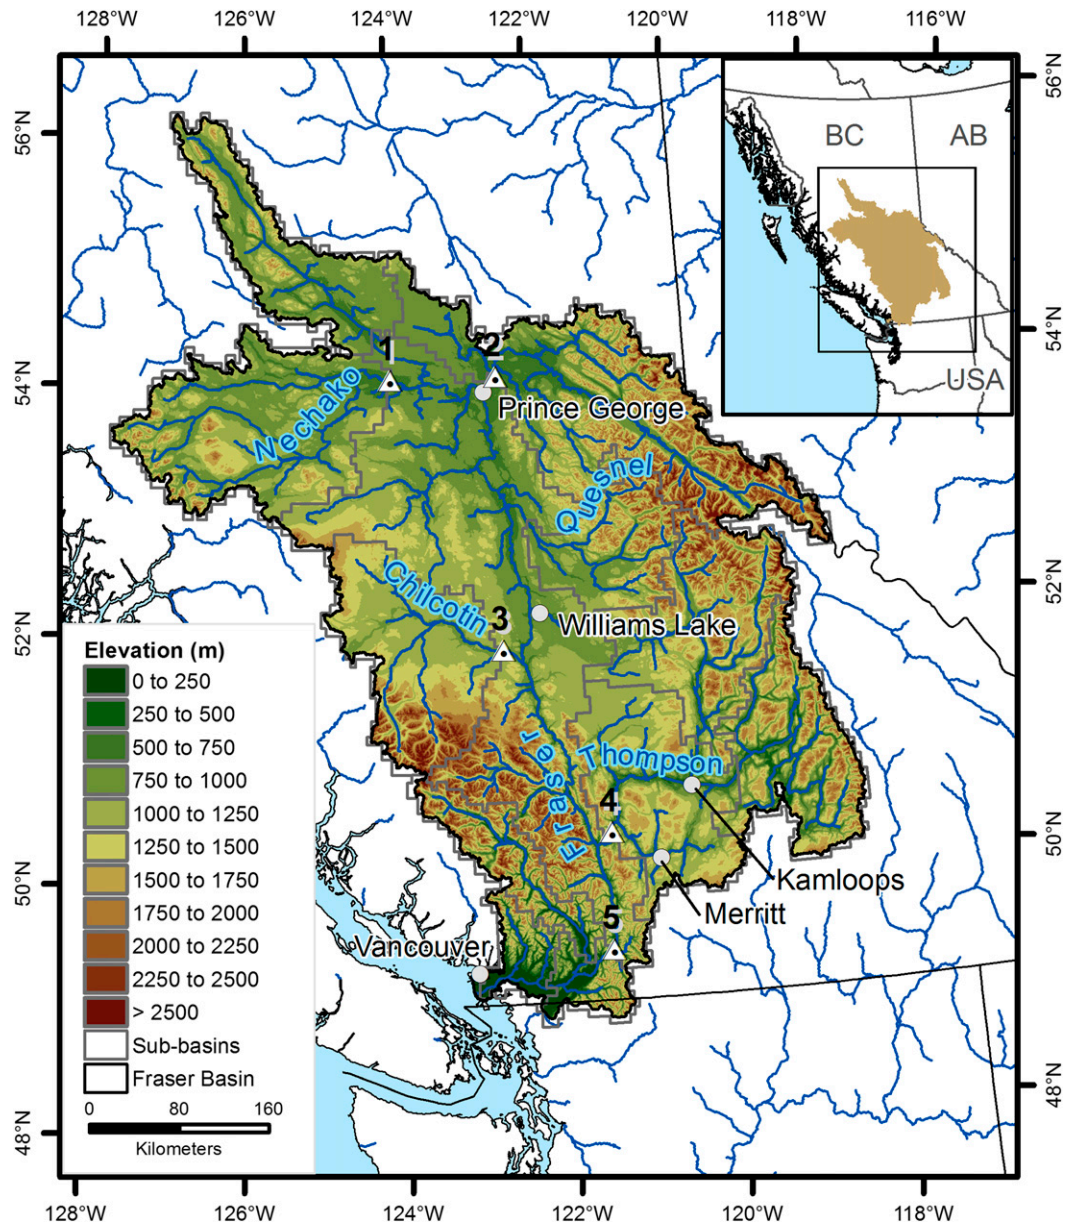 128°W 126°W 124°W 122°W 120°W 118°W 116°W
56°N
56°N
BC
AB
USA
54°N
54°N
1
2
Nechako
Prince George
Quesnel
52°N
52°N
Chilcotin
3
Williams Lake
Elevation (m)
0 to 250
250 to 500
500 to 750
750 to 1000
1000 to 1250
1250 to 1500
1500 to 1750
1750 to 2000
2000 to 2250
2250 to 2500
> 2500
Sub-basins
Fraser Basin
0 80 160
Kilometers
Fraser
Thompson
4
50°N
50°N
Kamloops
Merritt
5
Vancouver
48°N
48°N
128°W 126°W 124°W 122°W 120°W 118°W